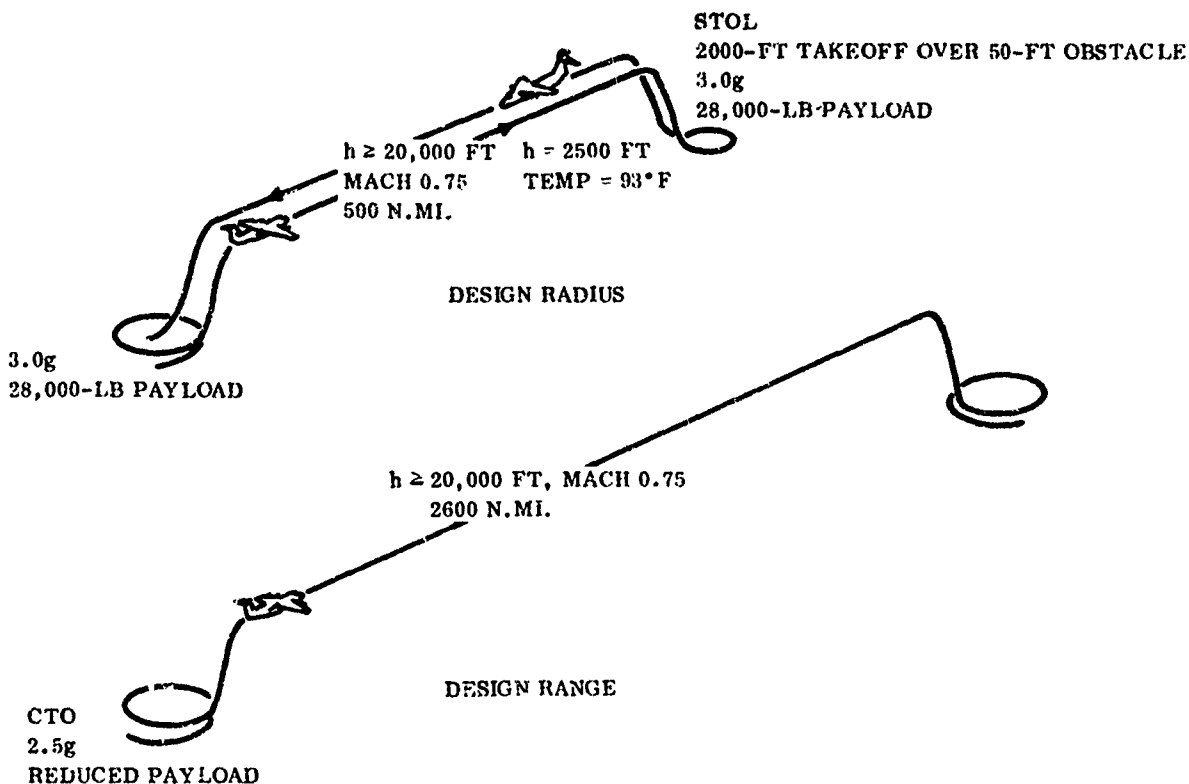 STOL
2000-FT TAKEOFF OVER 50-FT OBSTACLE
3.0g
28,000-LB PAYLOAD
h ≥ 20,000 FT h = 2500 FT
MACH 0.75 TEMP = 93°F
500 N.MI.
DESIGN RADIUS
3.0g
28,000-LB PAYLOAD
h ≥ 20,000 FT, MACH 0.75
2600 N.MI.
DESIGN RANGE
CTO
2.5g
REDUCED PAYLOAD